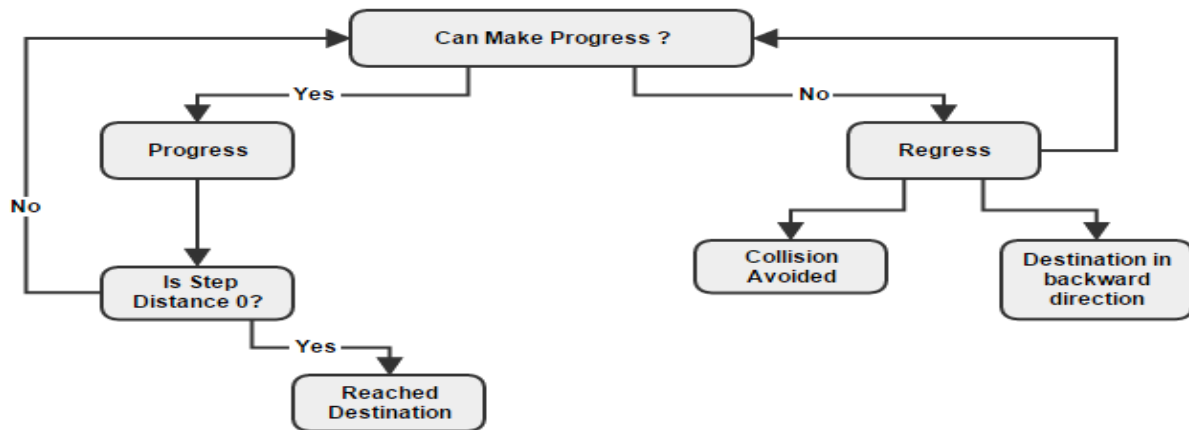 Can Make Progress ?
Yes
No
Progress
Regress
No
Is Step
Distance 0?
Collision
Avoided
Destination in
backward
direction
Yes
Reached
Destination